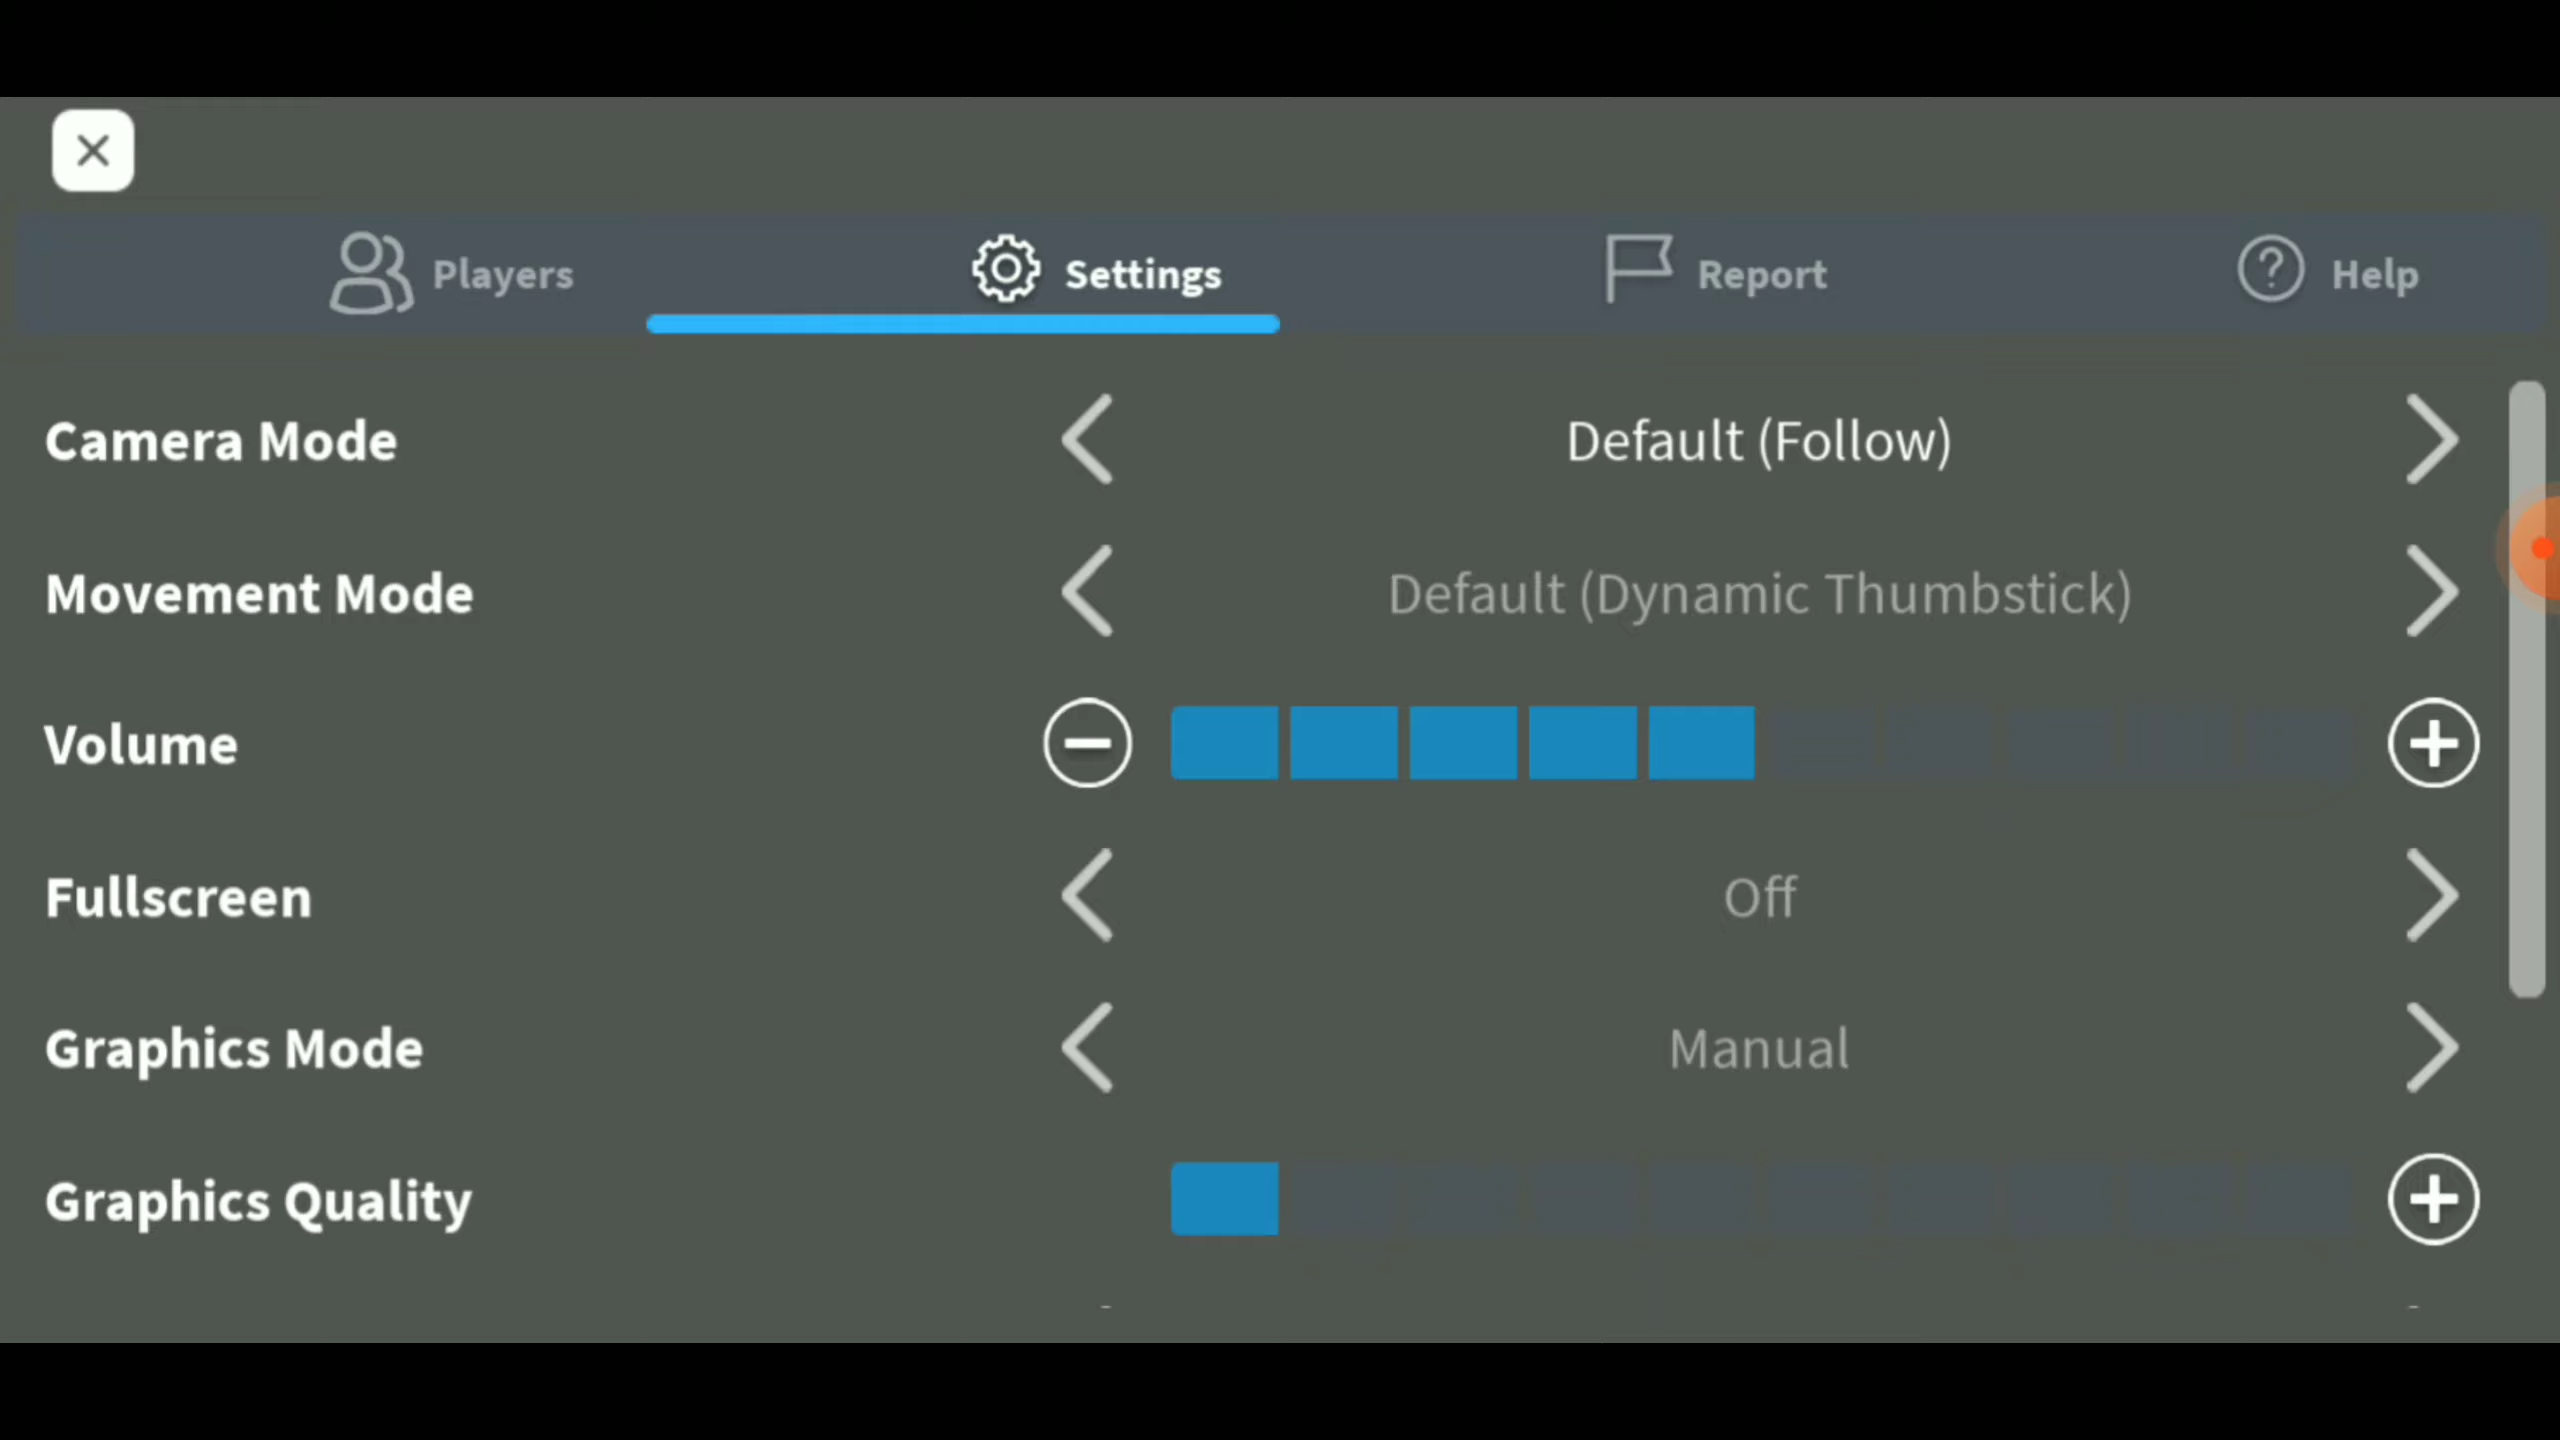 Players
Settings
Report
Help
Camera Mode
Default (Follow)
Movement Mode
Default (Dynamic Thumbstick)
Volume
Fullscreen
Off
Graphics Mode
Manual
Graphics Quality